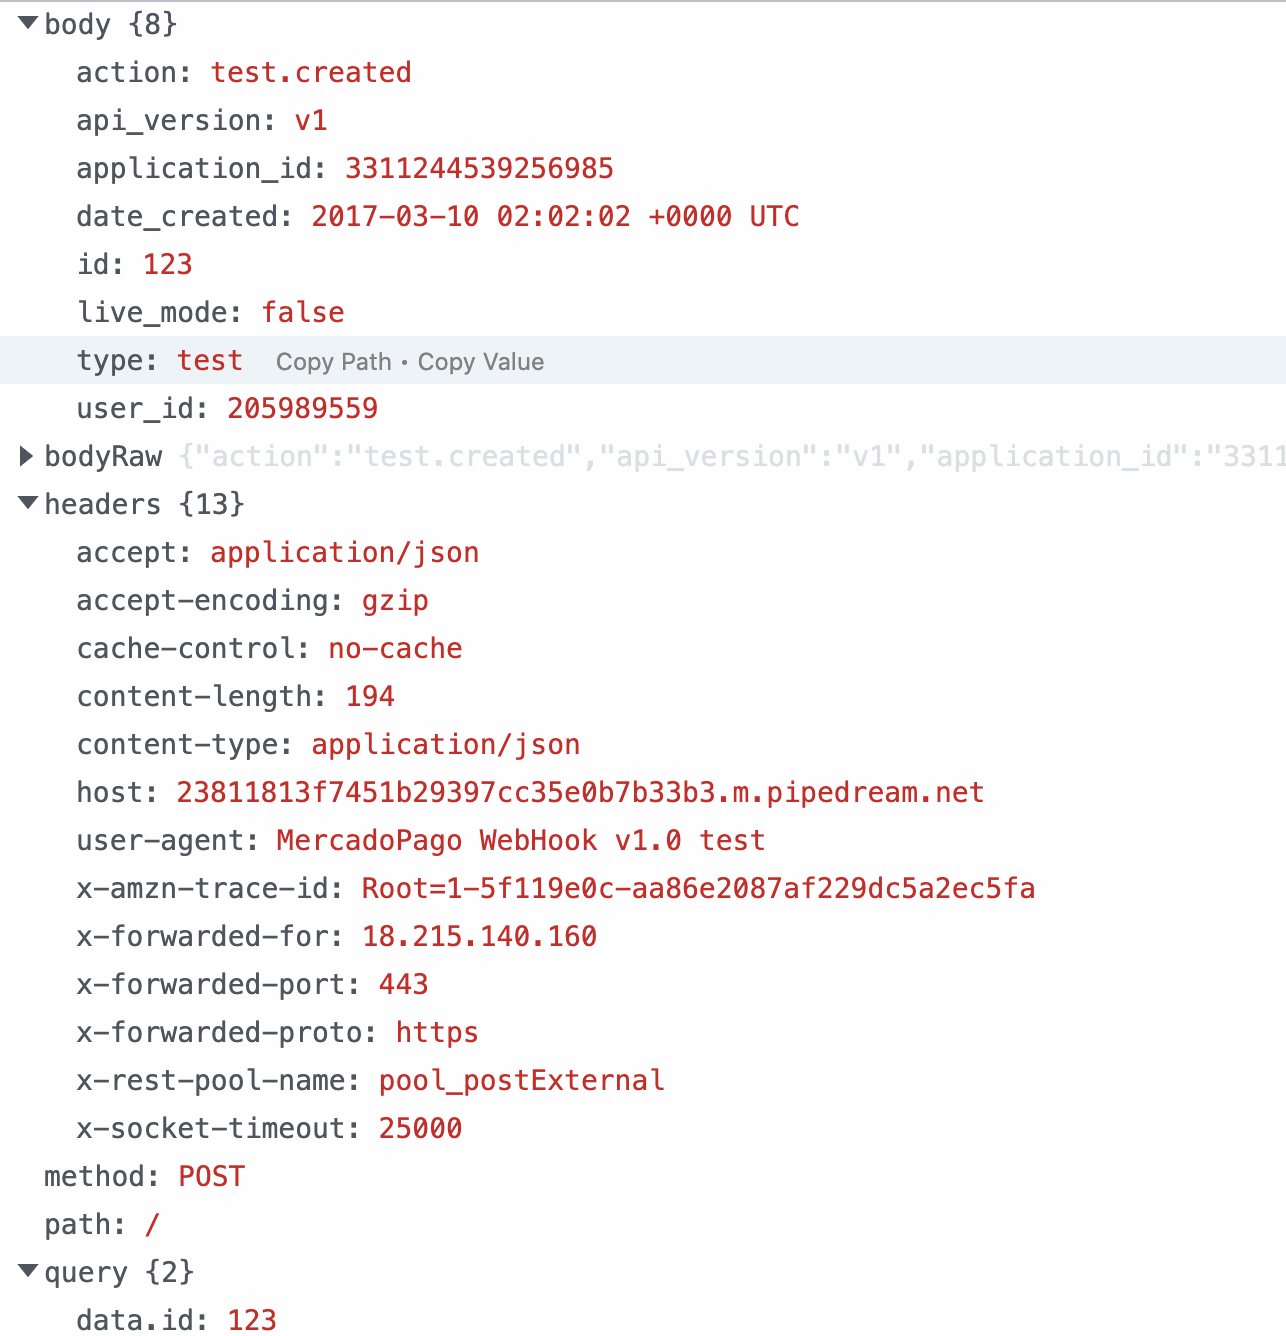 body {8}
action: test.created
api_version: v1
application_id: 3311244539256985
date_created: 2017-03-10 02:02:02 +0000 UTC
id: 123
live_mode: false
type: test Copy Path • Copy Value
user_id: 205989559
bodyRaw {"action":"test.created","api_version":"v1","application_id":"3311
headers {13}
accept: application/json
accept-encoding: gzip
cache-control: no-cache
content-length: 194
content-type: application/json
host: 23811813f7451b29397cc35e0b7b33b3.m.pipedream.net
user-agent: MercadoPago WebHook v1.0 test
x-amzn-trace-id: Root=1-5f119e0c-aa86e2087af229dc5a2ec5fa
x-forwarded-for: 18.215.140.160
x-forwarded-port: 443
x-forwarded-proto: https
x-rest-pool-name: pool_postExternal
x-socket-timeout: 25000
method: POST
path: /
query {2}
data.id: 123